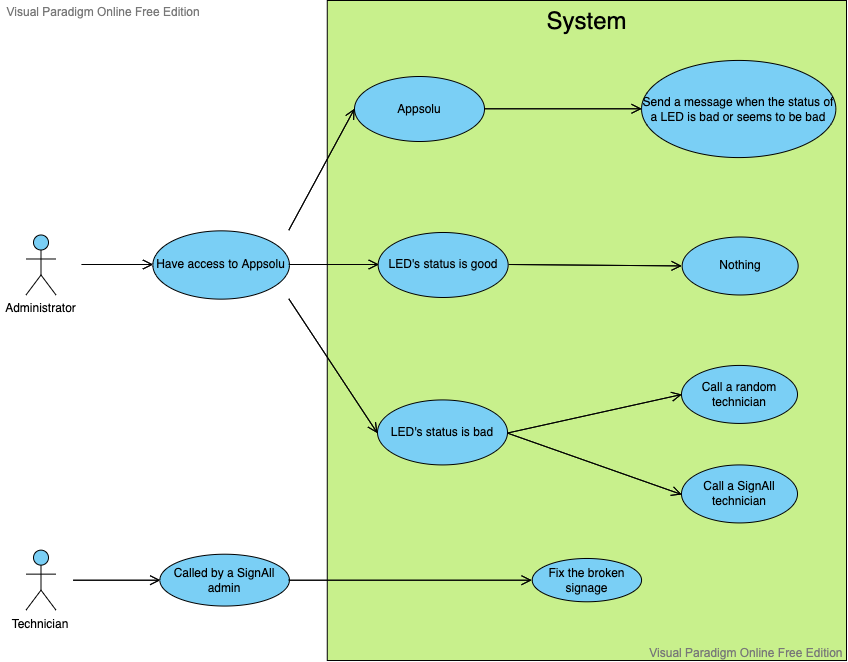 Visual Paradigm Online Free Edition
System
Appsolu
Send a message when the status of
a LED is bad or seems to be bad
Administrator
Have access to Appsolu
LED's status is good
Nothing
LED's status is bad
Call a random
technician
Call a SignAll
technician
Technician
Called by a SignAll
admin
Fix the broken
signage
Visual Paradigm Online Free Edition